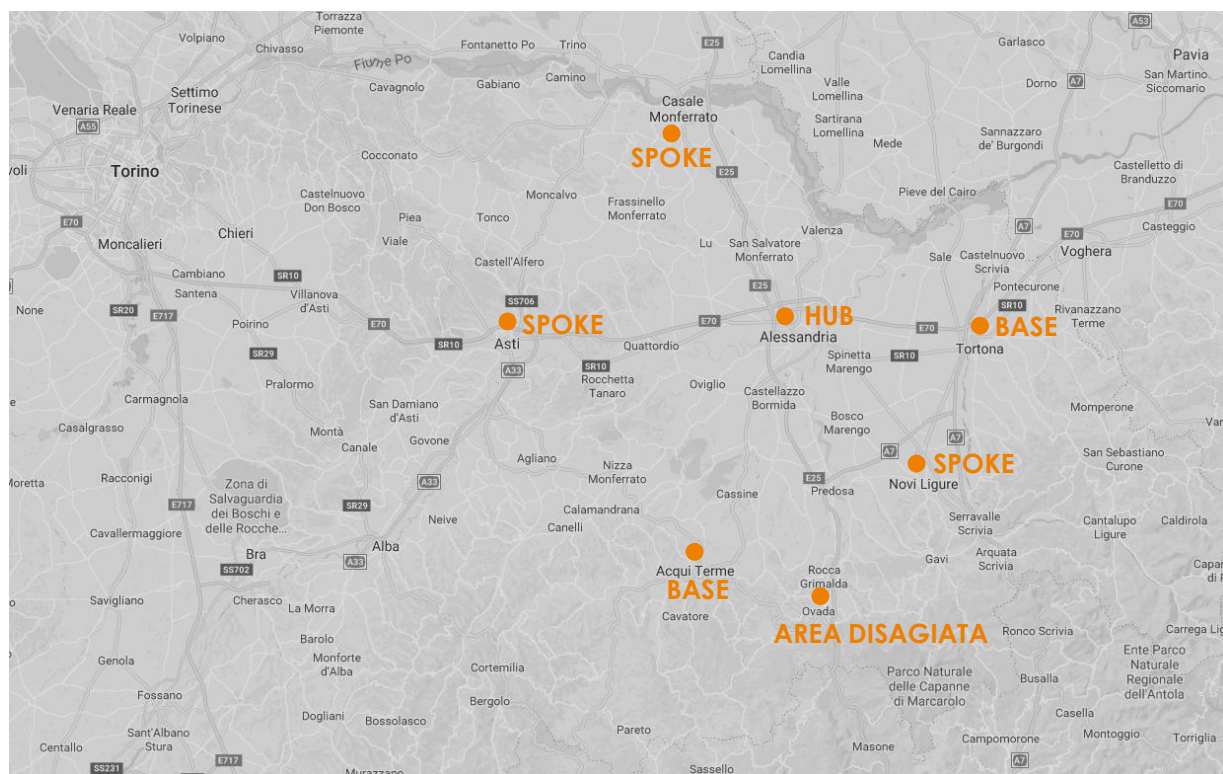 Torrazza
Piemonte
A53
Volpiano
Chivasso
Fontanetto Po
Trino
E25
Garlasco
Pavia
Fiume Po
Candia
Lomellina
Settimo
Torinese
Cavagnolo
Gabiano
Camino
Valle
Lomellina
Dorno
A7
San Martino
Siccomario
Venaria Reale
A55
Casale
Monferrato
SPOKE
Sartirana
Lomellina
Mede
Sannazzaro
de' Burgondi
Cocconato
Torino
E25
Castelletto di
Branduzzo
Castelnuovo
Don Bosco
Moncalvo
Frassinello
Monferrato
Pieve del Cairo
E70
E70
Piea
Tonco
Valenza
A7
E70
Casteggio
Chieri
Viale
Lu
San Salvatore
Monferrato
Voghera
Moncalieri
Castell'Alfero
Sale
Castelnuovo
Scrivia
Cambiano
SR10
E25
Pontecurone
Santena
Villanova
d'Asti
SS706
SR10
None
SR20
E717
Poirino
E70
SPOKE
E70
HUB
E70
BASE
Rivanazzano
Terme
SR10
Asti
Quattordio
Alessandria
Tortona
SR29
A33
SR10
Spinetta
Marengo
SR10
Rocchetta
Tanaro
Pralormo
Oviglio
Castellazzo
Bormida
Carmagnola
San Damiano
d'Asti
Momperone
Casalgrasso
Montà
Bosco
Marengo
A7
Canale
Govone
A7
Agliano
Nizza
Monferrato
SPOKE
San Sebastiano
Curone
Racconigi
Zona di
Salvaguardia
dei Boschi e
delle Rocche...
A33
E25
Predosa
Novi Ligure
E717
SR29
Cassine
Calamandrana
Neive
Canelli
Serravalle
Scrivia
Cantalupo
Ligure
Caldirola
Cavallermaggiore
Bra
A33
Alba
Gavi
Arquata
Scrivia
SS702
Acqui Terme
BASE
Rocca
Grimalda
Savigliano
Cherasco
La Morra
Cavatore
Ovada
AREA DISAGIATA
Barolo
Ronco Scrivia
Carrega Lig
Genola
Monforte
d'Alba
Cortemilia
Parco Naturale
delle Capanne
di Marcarolo
Busalla
Ente Parco
Naturale
Regionale
dell'Antola
Fossano
Bergolo
Dogliani
Bossolasco
Casella
Sant'Albano
Stura
Pareto
Centallo
Masone
Campomorone
Montoggio
Torriglia
E717
A7
SS231
Murazzano
Sassello